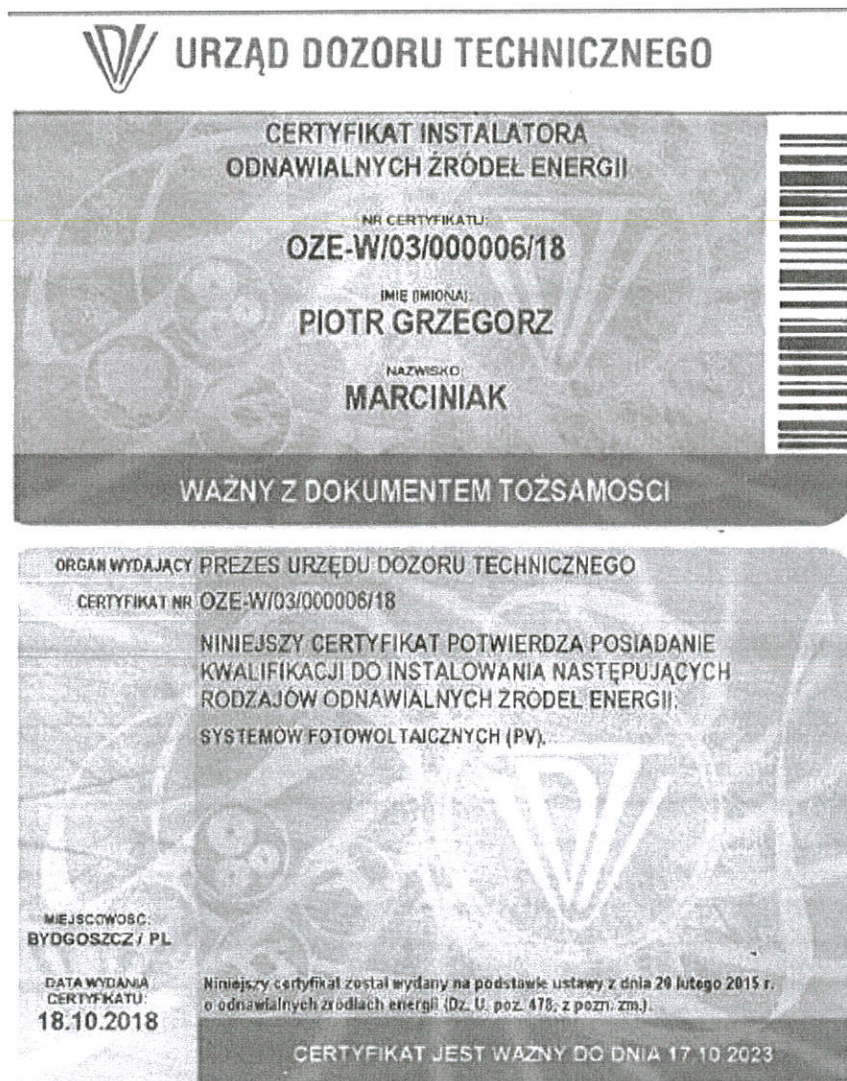 URZĄD DOZORU TECHNICZNEGO
CERTYFIKAT INSTALATORA
ODNAWIALNYCH ŹRÓDEŁ ENERGII
NR CERTYFIKATU:
OZE-W/03/000006/18
IMIĘ (IMIONA):
PIOTR GRZEGORZ
NAZWISKO:
MARCINIAK
WAŻNY Z DOKUMENTEM TOŻSAMOŚCI
ORGAN WYDAJĄCY PREZES URZĘDU DOZORU TECHNICZNEGO
CERTYFIKAT NR OZE-W/03/000006/18
NINIEJSZY CERTYFIKAT POTWIERDZA POSIADANIE
KWALIFIKACJI DO INSTALOWANIA NASTĘPUJĄCYCH
RODZAJÓW ODNAWIALNYCH ŹRÓDEŁ ENERGII:
SYSTEMÓW FOTOWOLTAICZNYCH (PV).
MIEJSCOWOŚĆ:
BYDGOSZCZ / PL
DATA WYDANIA
CERTYFIKATU:
18.10.2018
Niniejszy certyfikat został wydany na podstawie ustawy z dnia 20 lutego 2015 r.
o odnawialnych źródłach energii (Dz. U. poz. 478, z pozn. zm.).
CERTYFIKAT JEST WAŻNY DO DNIA 17.10.2023